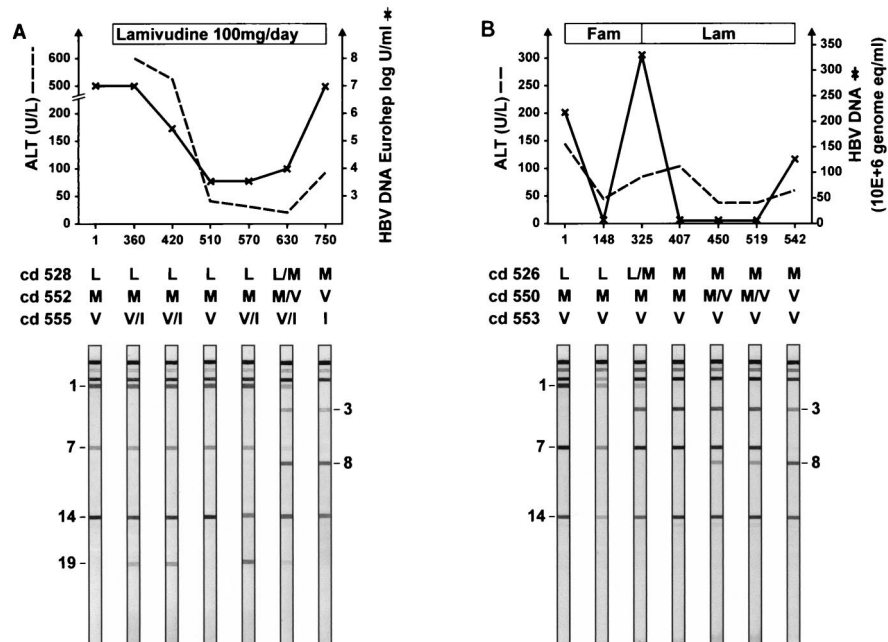 A
Lamivudine 100mg/day
ALT (U/L)
600
500
200
150
100
50
0
8
7
6
5
4
3
HBV DNA Eurohep log U/ml
1 360 420 510 570 630 750
cd 528 L L L L L L/M M
cd 552 M M M M M M/V V
cd 555 V V/I V/I V V/I V/I I
1
7
14
19
3
8
B
Fam Lam
ALT (U/L)
300
250
200
150
100
50
0
350
300
250
200
150
100
50
0
HBV DNA
(10E+6 genome eq/ml)
1 148 325 407 450 519 542
cd 526 L L L/M M M M M
cd 550 M M M M M/V M/V V
cd 553 V V V V V V V
1
7
14
3
8